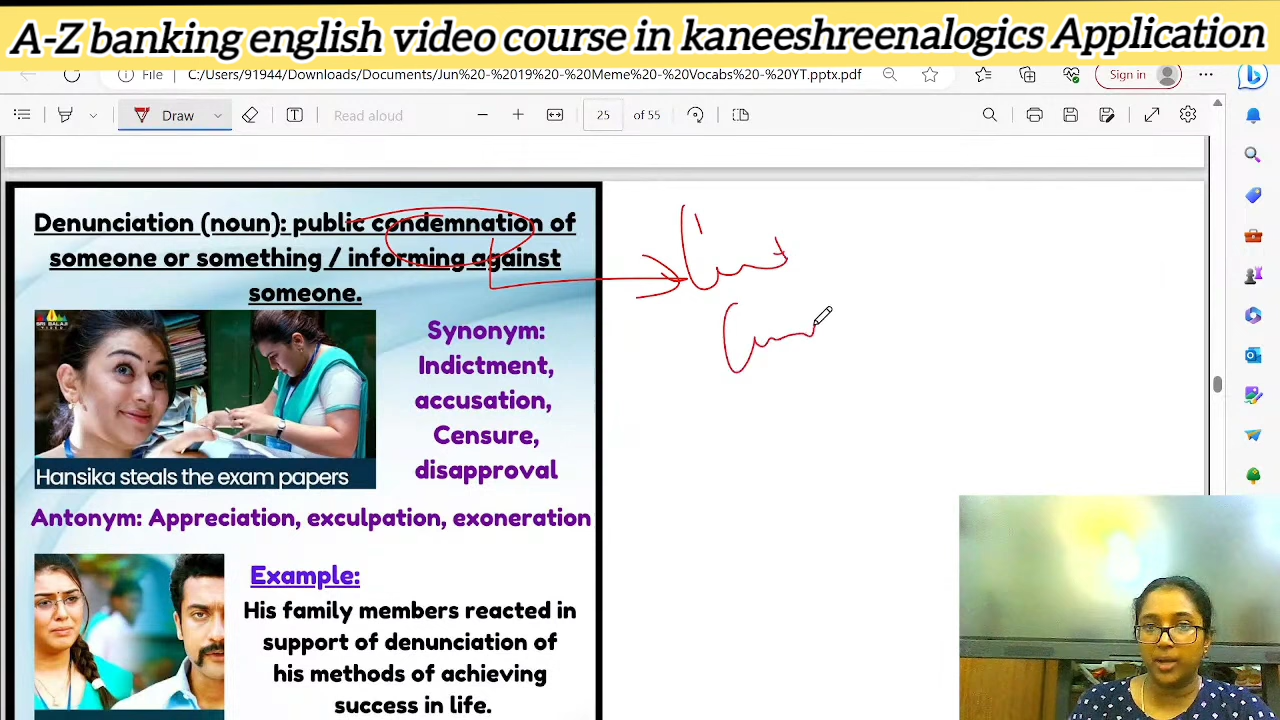 A-Z banking english video course in kaneeshreenalogics Application
File
C:/Users/91944/Downloads/Documents/Jun%20-%2019%20-%20Meme%20-%20Vocabs%20-%20YT.pptx.pdf
Sign in
Draw
Read aloud
25
of 55
Denunciation (noun): public condemnation of
someone or something / informing against
someone.
SRI BALAJI
VIDEO
Hansika steals the exam papers
Synonym:
Indictment,
accusation,
Censure,
disapproval
Antonym: Appreciation, exculpation, exoneration
Example:
His family members reacted in
support of denunciation of
his methods of achieving
success in life.